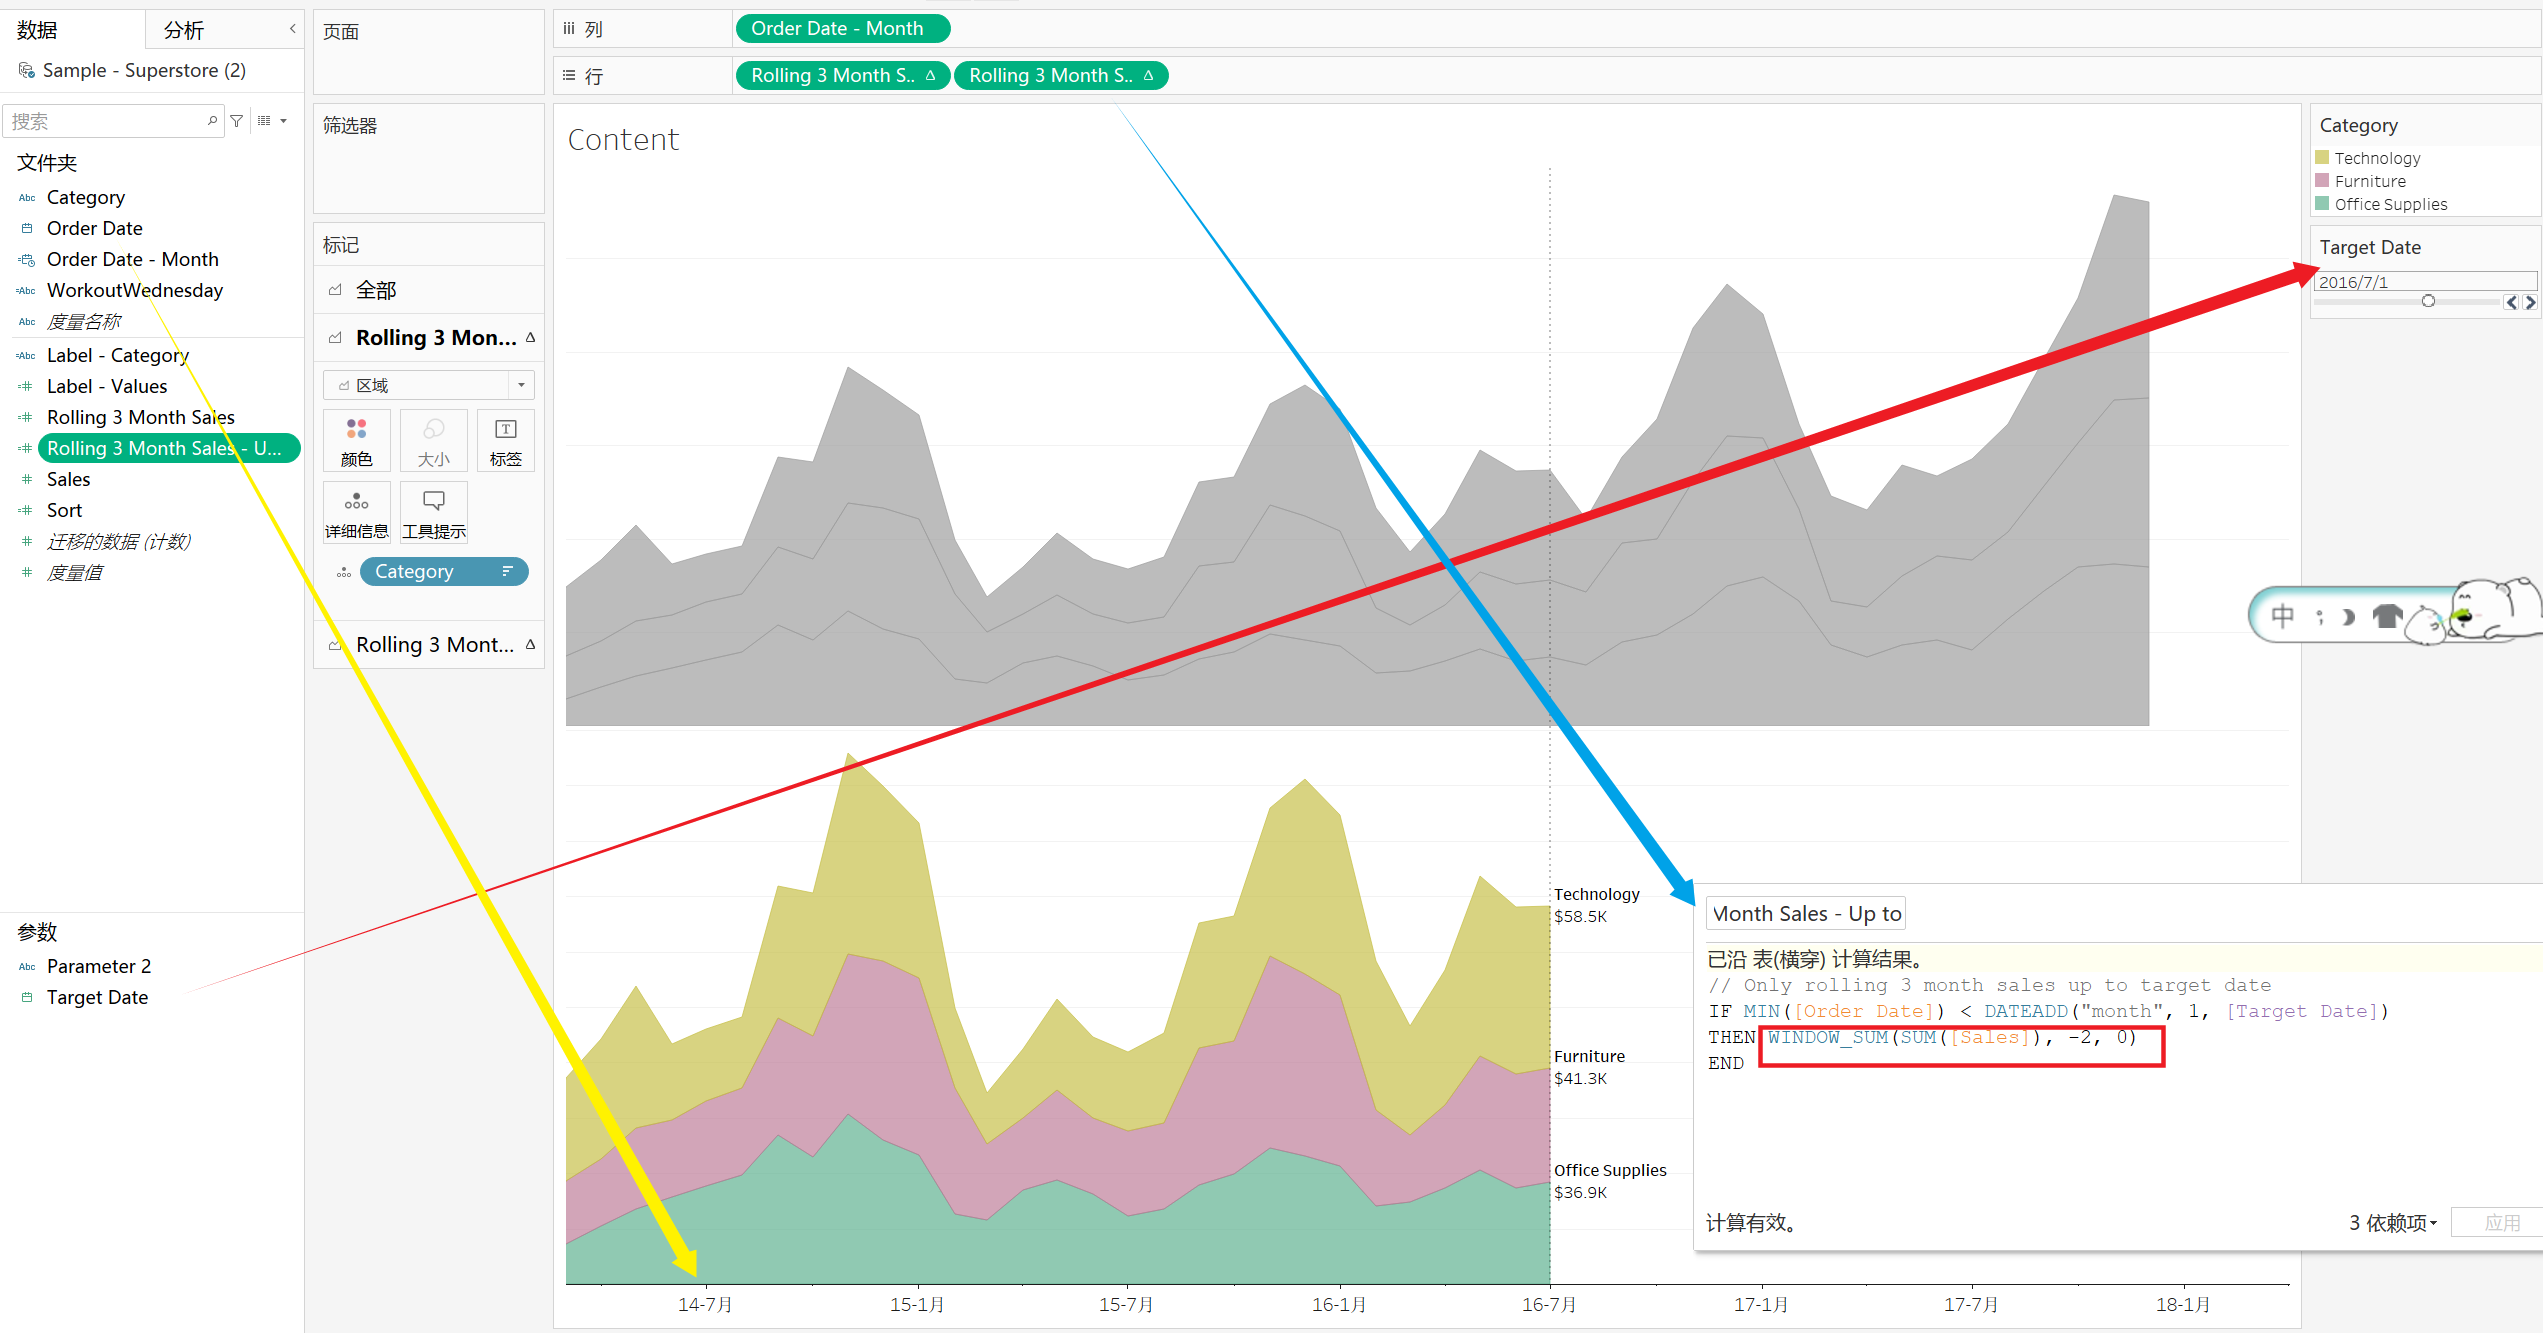 数据
分析
Sample - Superstore (2)
搜索
文件夹
Abc Category
Order Date
Order Date - Month
=Abc WorkoutWednesday
Abc 度量名称
=Abc Label - Category
=# Label - Values
=# Rolling 3 Month Sales
=# Rolling 3 Month Sales - U...
# Sales
=# Sort
# 迁移的数据 (计数)
# 度量值
参数
Abc Parameter 2
Target Date
页面
筛选器
标记
全部
Rolling 3 Mon... Δ
区域
颜色
大小
标签
详细信息
工具提示
Category
Rolling 3 Mont... Δ
列
Order Date - Month
行
Rolling 3 Month S.. Δ
Rolling 3 Month S.. Δ
Content
Technology
$58.5K
Furniture
$41.3K
Office Supplies
$36.9K
14-7月
15-1月
15-7月
16-1月
16-7月
17-1月
17-7月
18-1月
Category
Technology
Furniture
Office Supplies
Target Date
2016/7/1
中
Month Sales - Up to
已沿 表(横穿) 计算结果。
// Only rolling 3 month sales up to target date
IF MIN([Order Date]) < DATEADD("month", 1, [Target Date])
THEN WINDOW_SUM(SUM([Sales]), -2, 0)
END
计算有效。
3 依赖项
应用